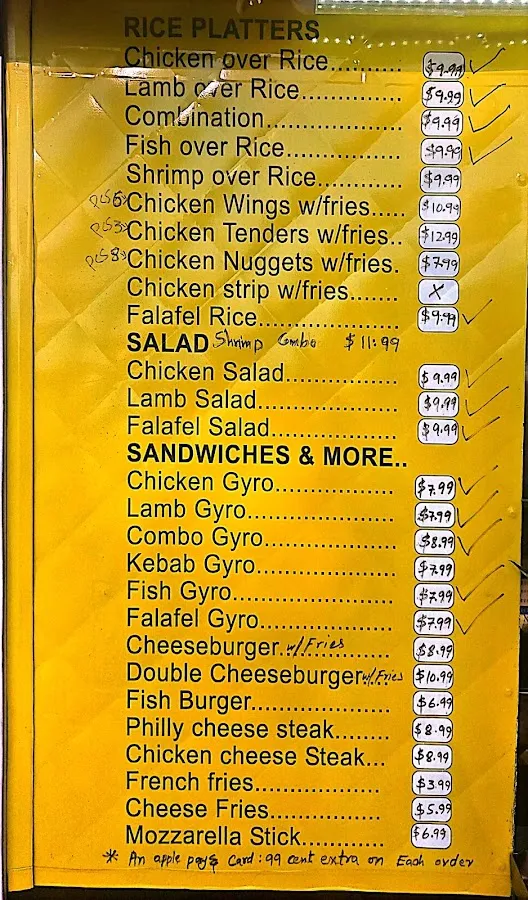 RICE PLATTERS
Chicken over Rice.......... $9.99 ✓
Lamb over Rice.............. $9.99 ✓
Combination................... $9.99 ✓
Fish over Rice................ $9.99 ✓
Shrimp over Rice............ $9.99
Pcs6 Chicken Wings w/fries..... $10.99
Pcs3 Chicken Tenders w/fries.. $12.99
Pcs8 Chicken Nuggets w/fries. $7.99
Chicken strip w/fries....... X
Falafel Rice.................... $9.99 ✓
SALAD Shrimp Combo $11.99
Chicken Salad................ $9.99 ✓
Lamb Salad.................... $9.99 ✓
Falafel Salad.................. $9.99 ✓
SANDWICHES & MORE..
Chicken Gyro................. $7.99 ✓
Lamb Gyro...................... $7.99 ✓
Combo Gyro................... $8.99 ✓
Kebab Gyro.................... $7.99
Fish Gyro....................... $7.99 ✓
Falafel Gyro................... $7.99 ✓
Cheeseburger w/Fries $8.99
Double Cheeseburger w/Fries $10.99
Fish Burger.................... $6.99
Philly cheese steak........ $8.99
Chicken cheese Steak... $8.99
French fries.................. $3.99
Cheese Fries................. $5.99
Mozzarella Stick............ $6.99
* An apple pay & Card : 99 cent extra on Each order